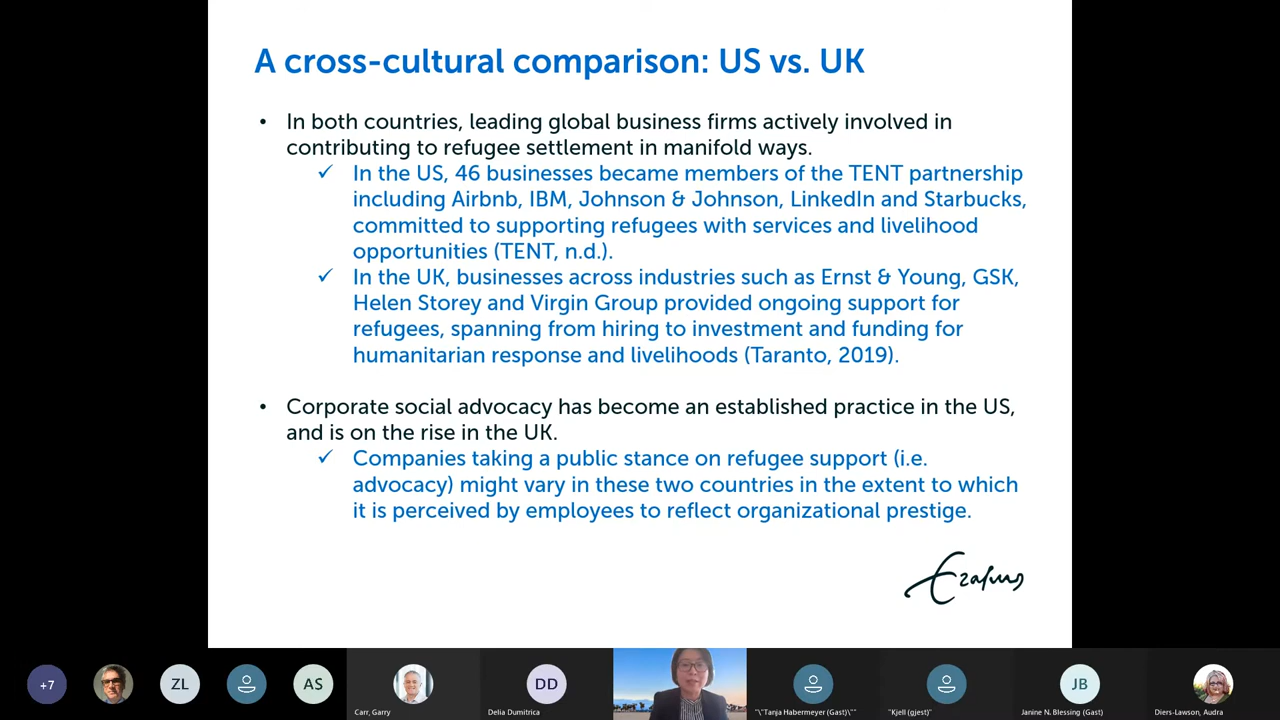 A cross-cultural comparison: US vs. UK
• In both countries, leading global business firms actively involved in
contributing to refugee settlement in manifold ways.
✓ In the US, 46 businesses became members of the TENT partnership
including Airbnb, IBM, Johnson & Johnson, LinkedIn and Starbucks,
committed to supporting refugees with services and livelihood
opportunities (TENT, n.d.).
✓ In the UK, businesses across industries such as Ernst & Young, GSK,
Helen Storey and Virgin Group provided ongoing support for
refugees, spanning from hiring to investment and funding for
humanitarian response and livelihoods (Taranto, 2019).
• Corporate social advocacy has become an established practice in the US,
and is on the rise in the UK.
✓ Companies taking a public stance on refugee support (i.e.
advocacy) might vary in these two countries in the extent to which
it is perceived by employees to reflect organizational prestige.
Erasmus
+7
ZL
AS
DD
JB
Carr, Garry
Delia Dumitrica
"\"Tanja Habermeyer (Gast)\""
"Kjell (gjest)"
Janine N. Blessing (Gast)
Diers-Lawson, Audra